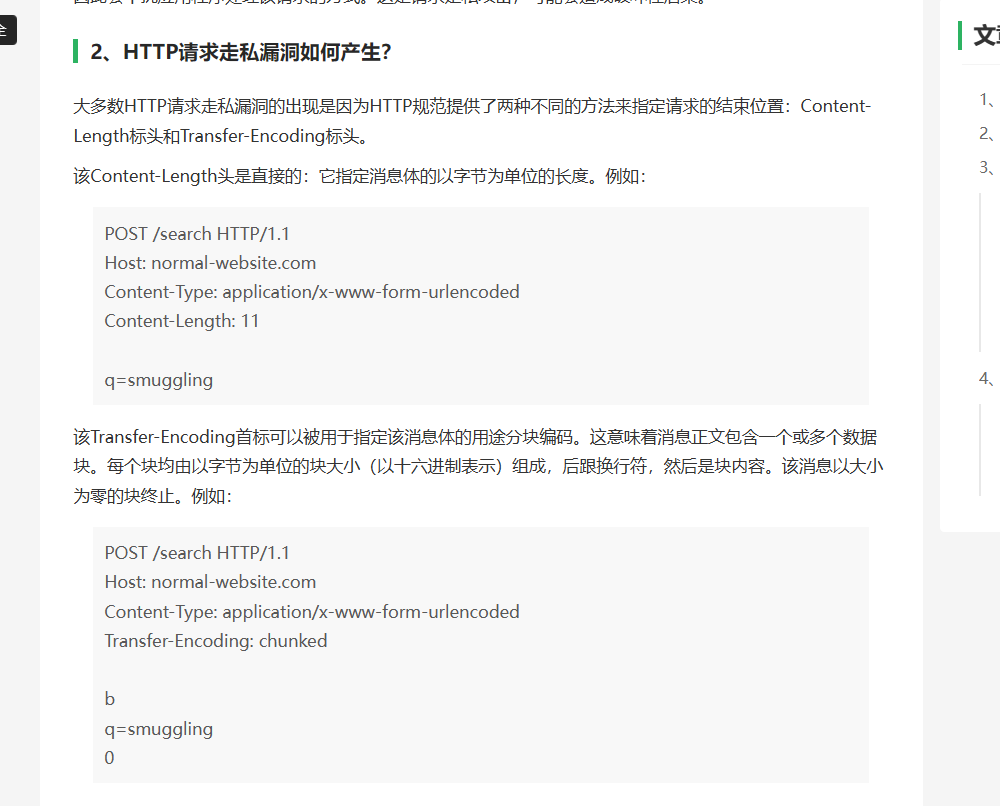 全
2、HTTP请求走私漏洞如何产生？
大多数HTTP请求走私漏洞的出现是因为HTTP规范提供了两种不同的方法来指定请求的结束位置：Content-
Length标头和Transfer-Encoding标头。
该Content-Length头是直接的：它指定消息体的以字节为单位的长度。例如：
POST /search HTTP/1.1
Host: normal-website.com
Content-Type: application/x-www-form-urlencoded
Content-Length: 11
q=smuggling
该Transfer-Encoding首标可以被用于指定该消息体的用途分块编码。这意味着消息正文包含一个或多个数据
块。每个块均由以字节为单位的块大小（以十六进制表示）组成，后跟换行符，然后是块内容。该消息以大小
为零的块终止。例如：
POST /search HTTP/1.1
Host: normal-website.com
Content-Type: application/x-www-form-urlencoded
Transfer-Encoding: chunked
b
q=smuggling
0
文
1、
2、
3、
4、